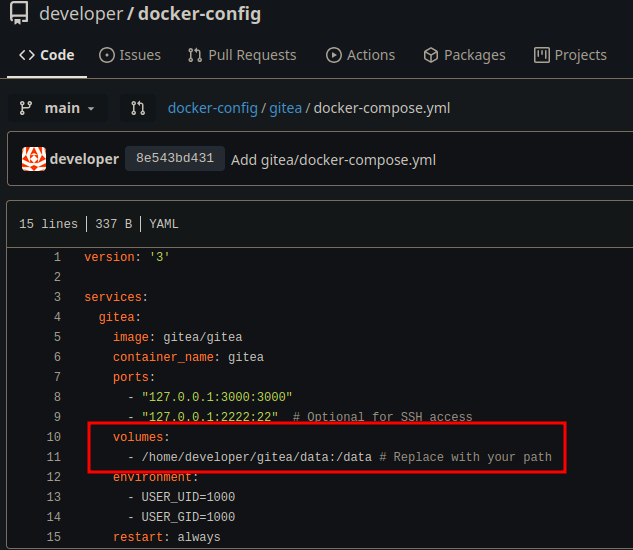 developer / docker-config
Code Issues Pull Requests Actions Packages Projects
main docker-config / gitea / docker-compose.yml
developer 8e543bd431 Add gitea/docker-compose.yml
15 lines 337 B YAML
1 version: '3'
2
3 services:
4   gitea:
5     image: gitea/gitea
6     container_name: gitea
7     ports:
8       - "127.0.0.1:3000:3000"
9       - "127.0.0.1:2222:22"  # Optional for SSH access
10     volumes:
11       - /home/developer/gitea/data:/data # Replace with your path
12     environment:
13       - USER_UID=1000
14       - USER_GID=1000
15     restart: always